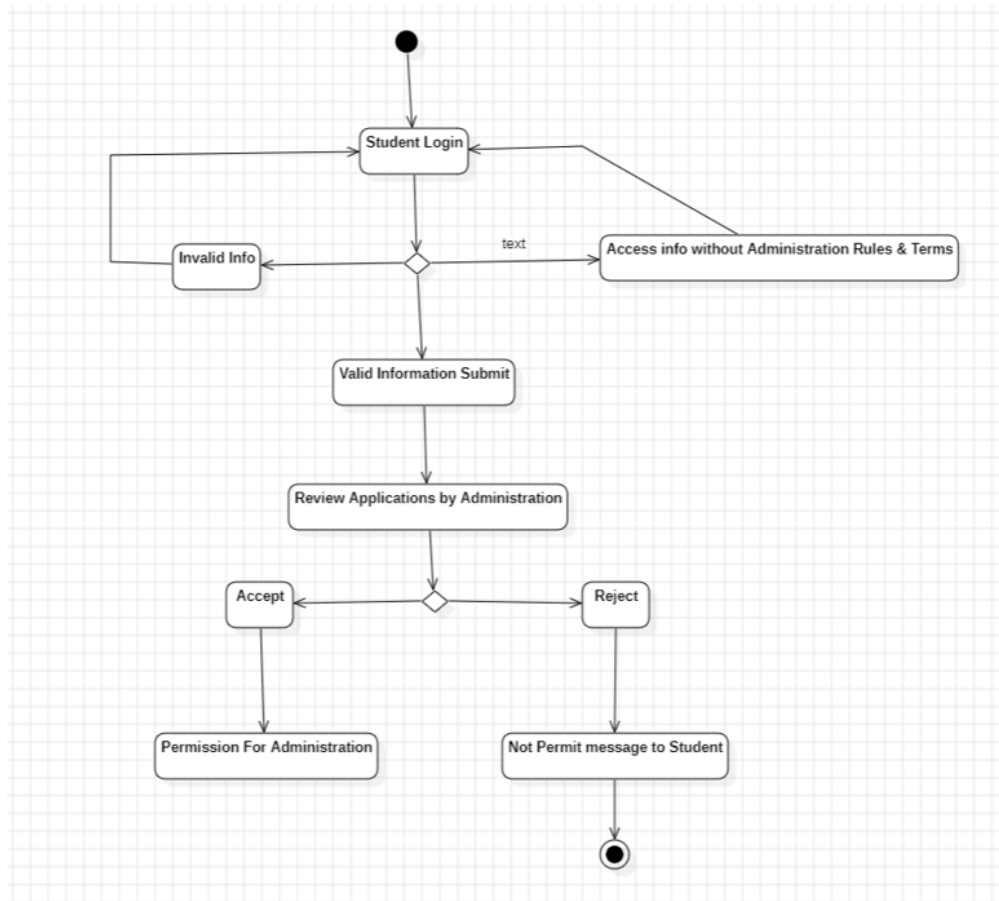 Student Login
Invalid Info
text
Access info without Administration Rules & Terms
Valid Information Submit
Review Applications by Administration
Accept
Reject
Permission For Administration
Not Permit message to Student